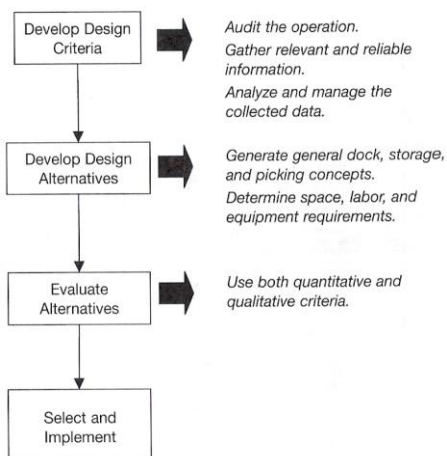 Develop Design
Criteria
Audit the operation.
Gather relevant and reliable
information.
Analyze and manage the
collected data.
Develop Design
Alternatives
Generate general dock, storage,
and picking concepts.
Determine space, labor, and
equipment requirements.
Evaluate
Alternatives
Use both quantitative and
qualitative criteria.
Select and
Implement